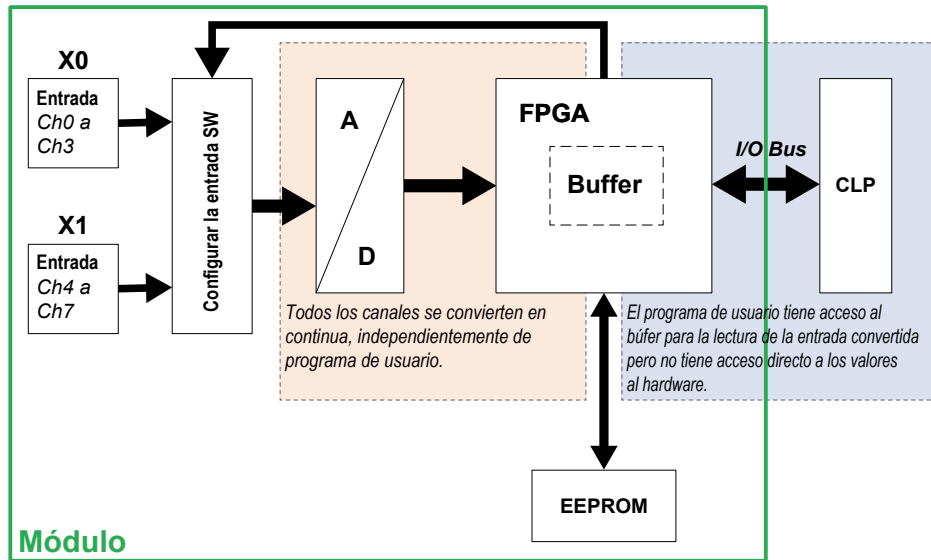 X0
Entrada
Ch0 a
Ch3
X1
Entrada
Ch4 a
Ch7
Configurar la entrada SW
A
D
FPGA
Buffer
I/O Bus
CLP
Todos los canales se convierten en
continua, independientemente de
programa de usuario.
El programa de usuario tiene acceso al
búfer para la lectura de la entrada convertida
pero no tiene acceso directo a los valores
al hardware.
EEPROM
Módulo